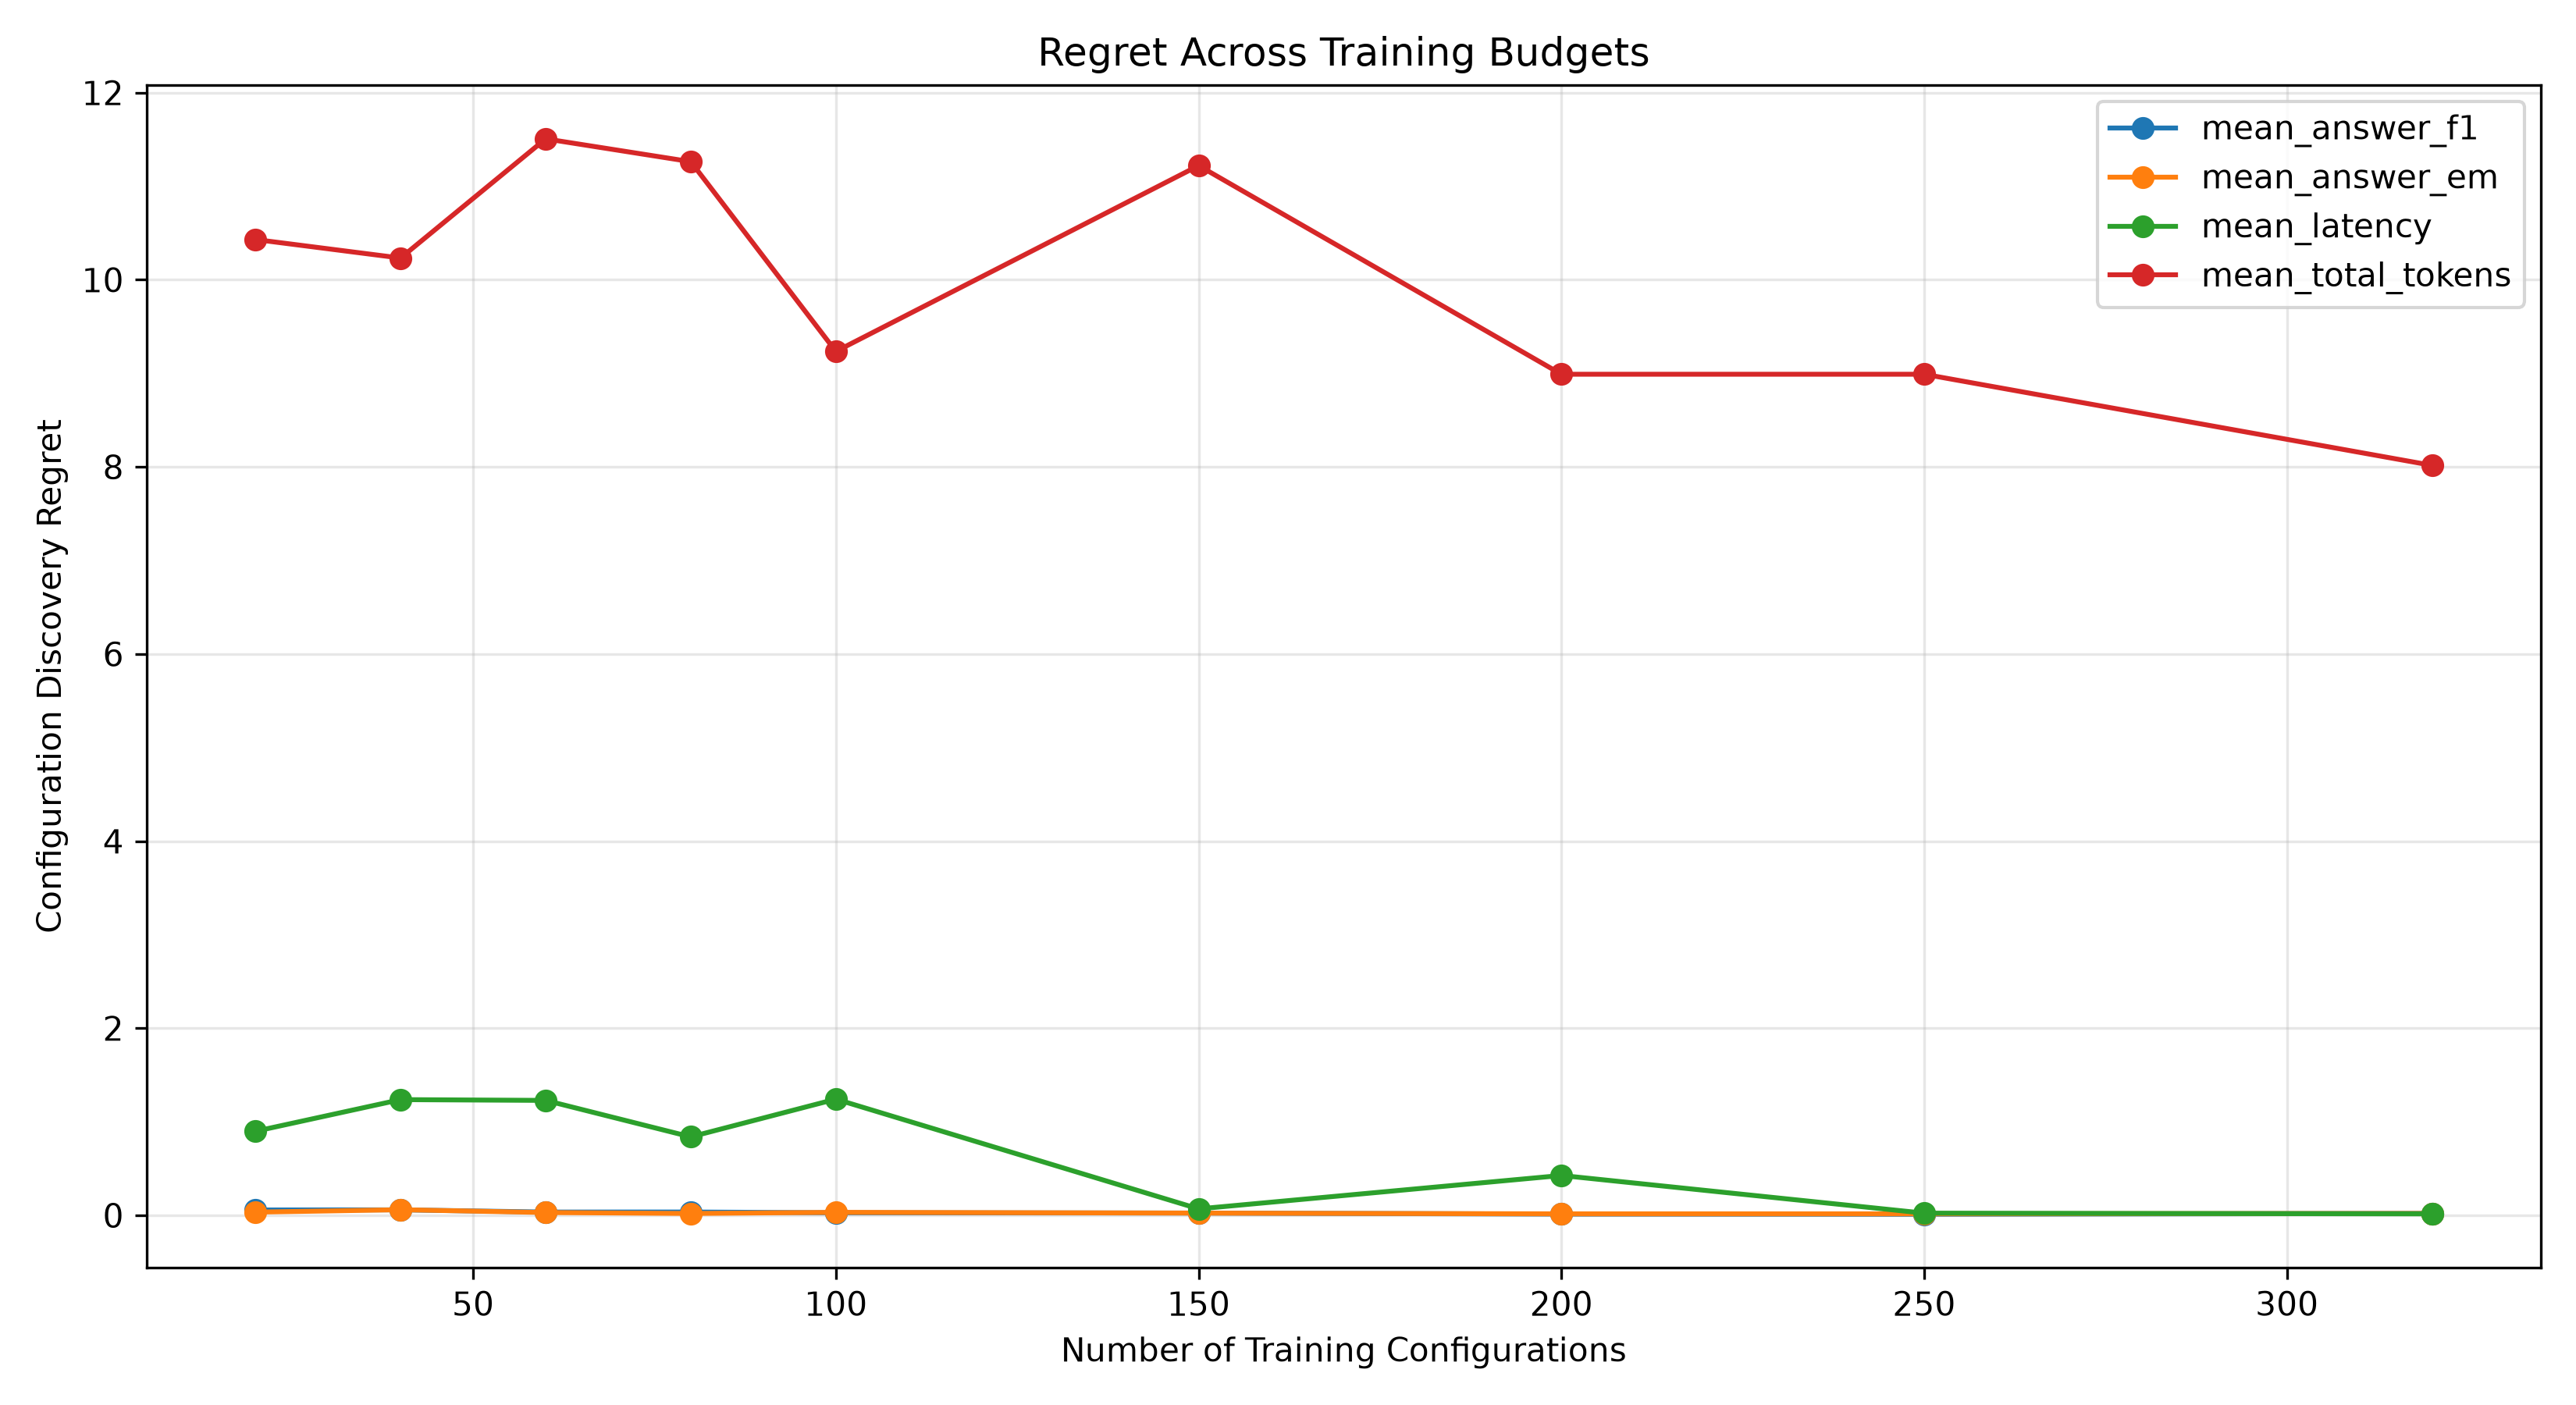 Regret Across Training Budgets
mean_answer_f1
mean_answer_em
mean_latency
mean_total_tokens
Configuration Discovery Regret
12
10
8
6
4
2
0
50 100 150 200 250 300
Number of Training Configurations